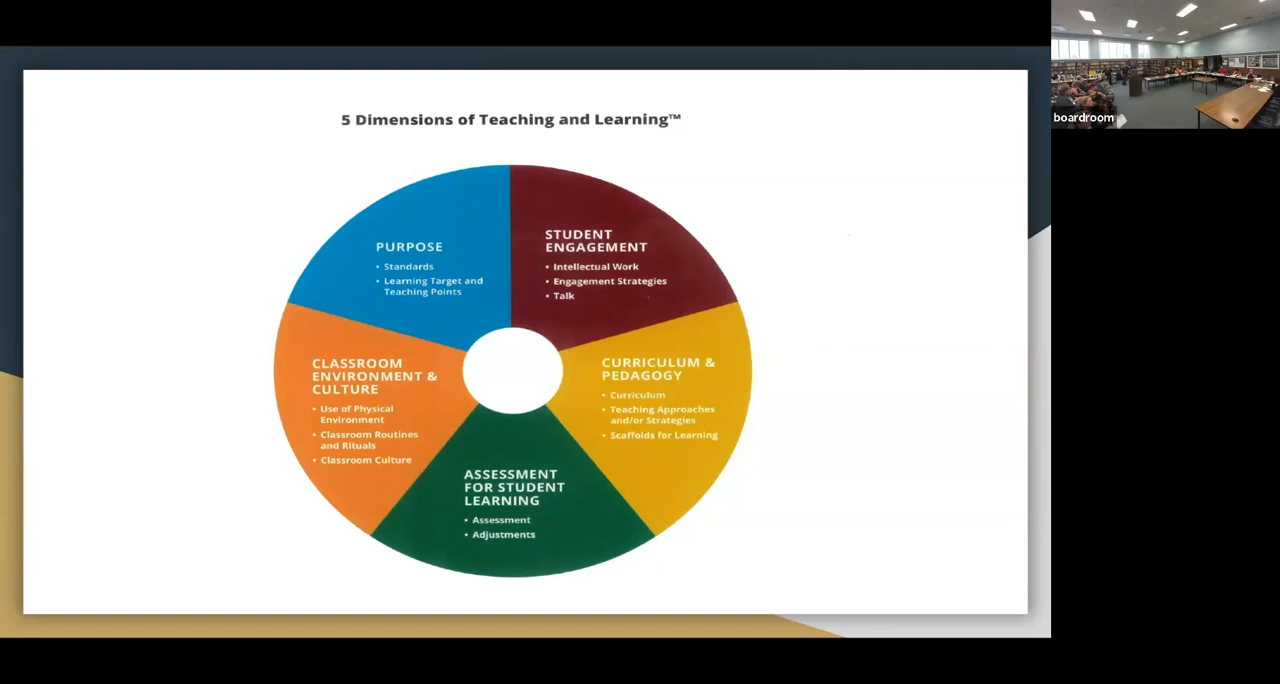 5 Dimensions of Teaching and Learning™
PURPOSE
• Standards
• Learning Target and
Teaching Points
STUDENT
ENGAGEMENT
• Intellectual Work
• Engagement Strategies
• Talk
CLASSROOM
ENVIRONMENT &
CULTURE
• Use of Physical
Environment
• Classroom Routines
and Rituals
• Classroom Culture
CURRICULUM &
PEDAGOGY
• Curriculum
• Teaching Approaches
and/or Strategies
• Scaffolds for Learning
ASSESSMENT
FOR STUDENT
LEARNING
• Assessment
• Adjustments
boardroom